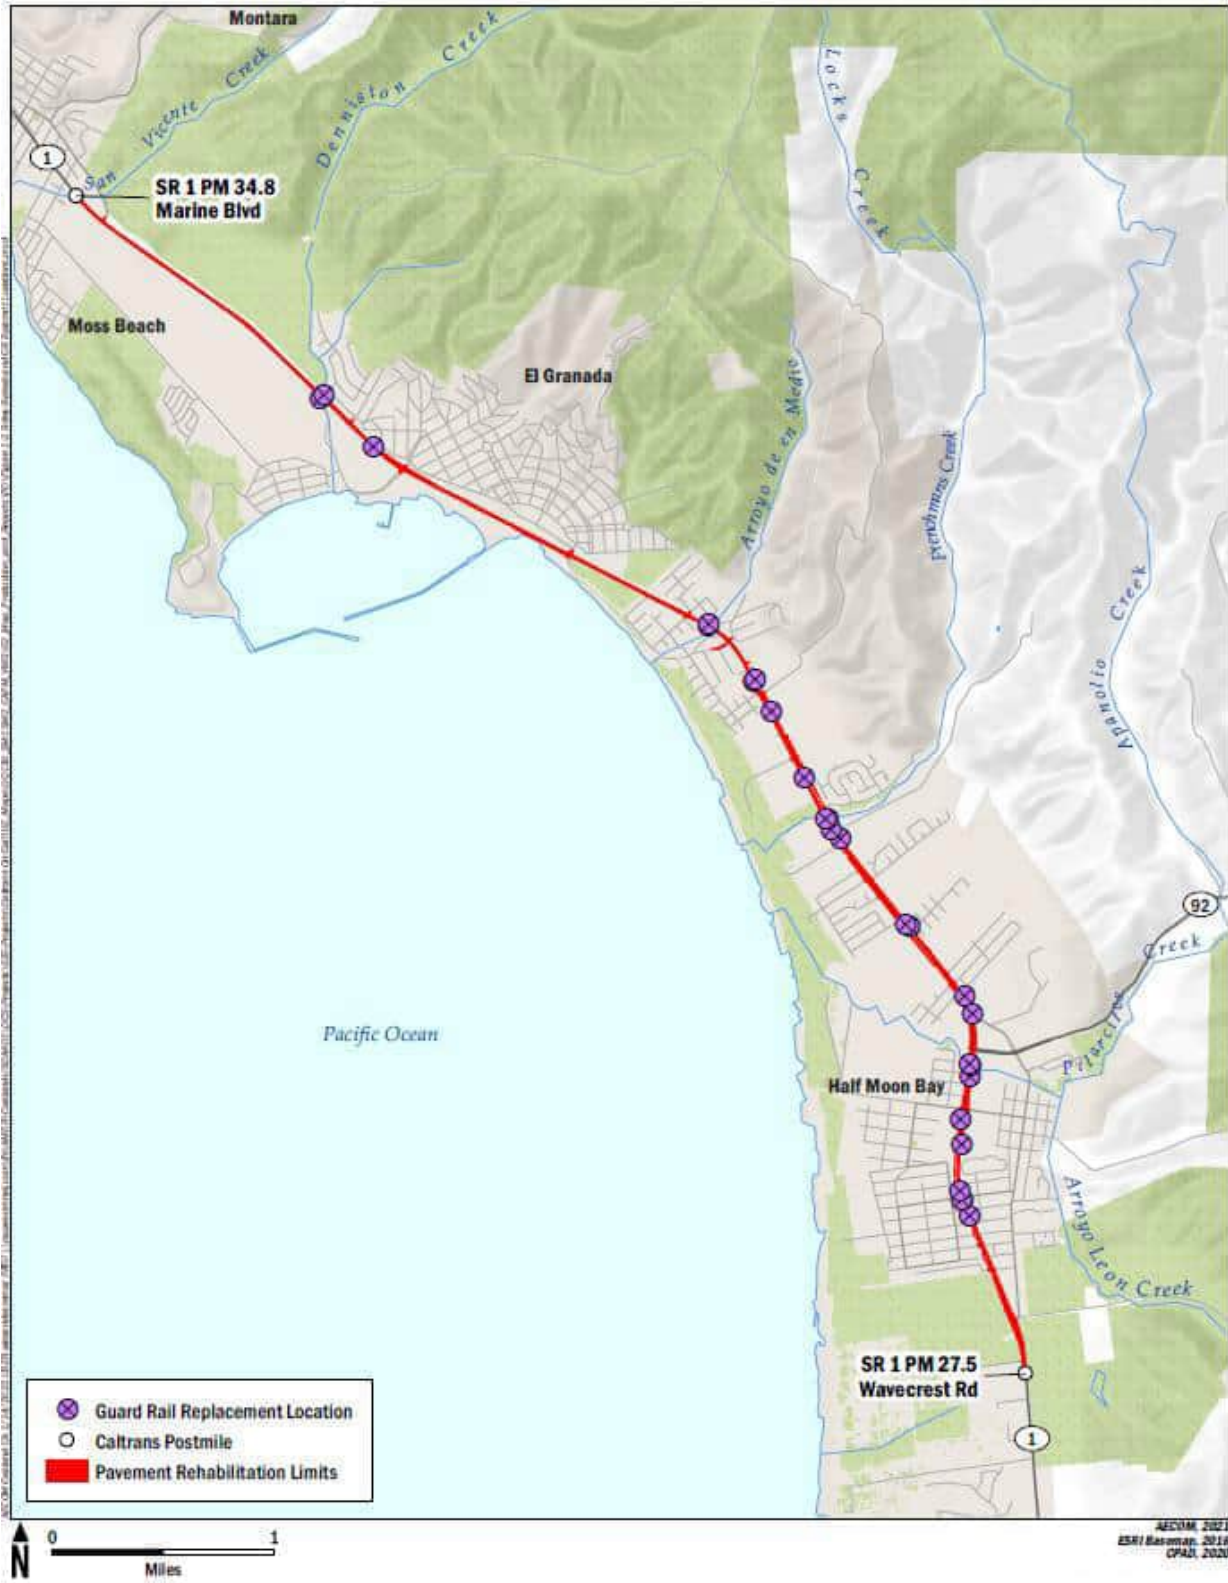 Montara
San Vicente Creek
Denniston Creek
Locks Creek
1
SR 1 PM 34.8
Marine Blvd
Moss Beach
El Granada
Arroyo de en Medio
Frenchmans Creek
Apanolio Creek
92
Pilarcitos Creek
Pacific Ocean
Half Moon Bay
Arroyo Leon Creek
SR 1 PM 27.5
Wavecrest Rd
1
Guard Rail Replacement Location
Caltrans Postmile
Pavement Rehabilitation Limits
N
0 1
Miles
AECOM, 2021
ESRI Basemap, 2018
CPAD, 2020